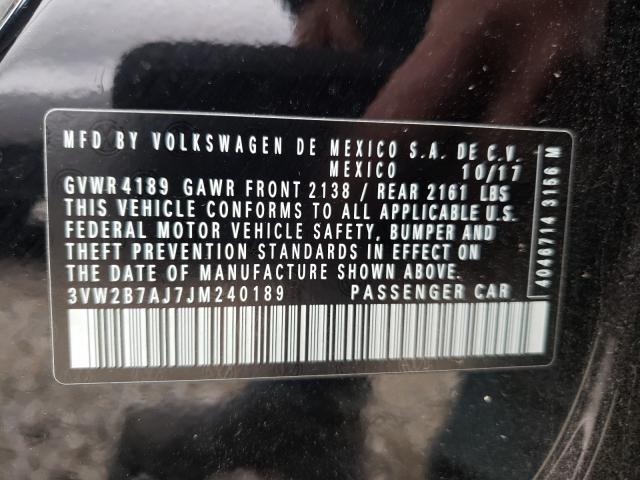 MFD BY VOLKSWAGEN DE MEXICO S.A. DE C.V.
MEXICO 10/17
GVWR 4189 GAWR FRONT 2138 / REAR 2161 LBS
THIS VEHICLE CONFORMS TO ALL APPLICABLE U.S.
FEDERAL MOTOR VEHICLE SAFETY, BUMPER AND
THEFT PREVENTION STANDARDS IN EFFECT ON
THE DATE OF MANUFACTURE SHOWN ABOVE.
3VW2B7AJ7JM240189 PASSENGER CAR
4046714 3156 M